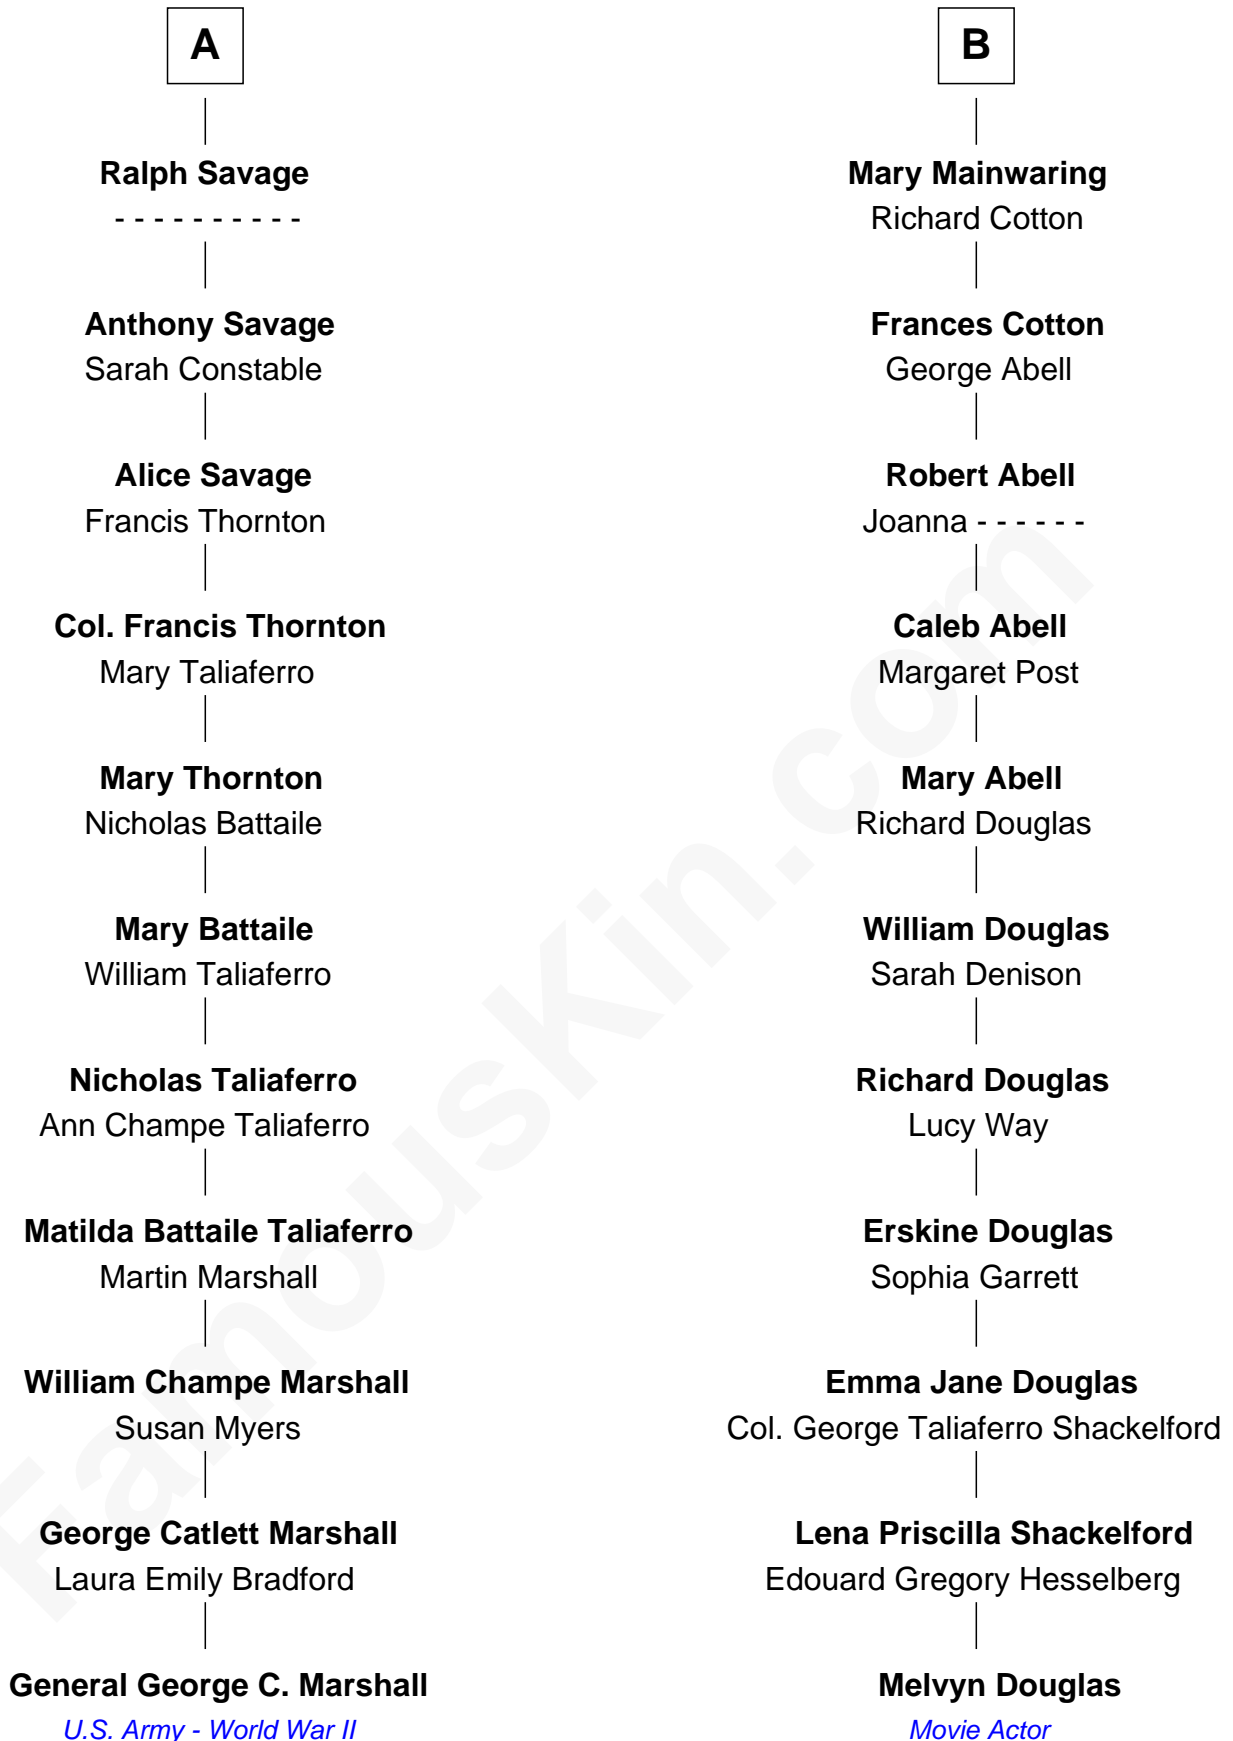 A
Ralph Savage
- - - - - - - - - -
Anthony Savage
Sarah Constable
Alice Savage
Francis Thornton
Col. Francis Thornton
Mary Taliaferro
Mary Thornton
Nicholas Battaile
Mary Battaile
William Taliaferro
Nicholas Taliaferro
Ann Champe Taliaferro
Matilda Battaile Taliaferro
Martin Marshall
William Champe Marshall
Susan Myers
George Catlett Marshall
Laura Emily Bradford
General George C. Marshall
U.S. Army - World War II
B
Mary Mainwaring
Richard Cotton
Frances Cotton
George Abell
Robert Abell
Joanna - - - - - -
Caleb Abell
Margaret Post
Mary Abell
Richard Douglas
William Douglas
Sarah Denison
Richard Douglas
Lucy Way
Erskine Douglas
Sophia Garrett
Emma Jane Douglas
Col. George Taliaferro Shackelford
Lena Priscilla Shackelford
Edouard Gregory Hesselberg
Melvyn Douglas
Movie Actor
FamousKin.com